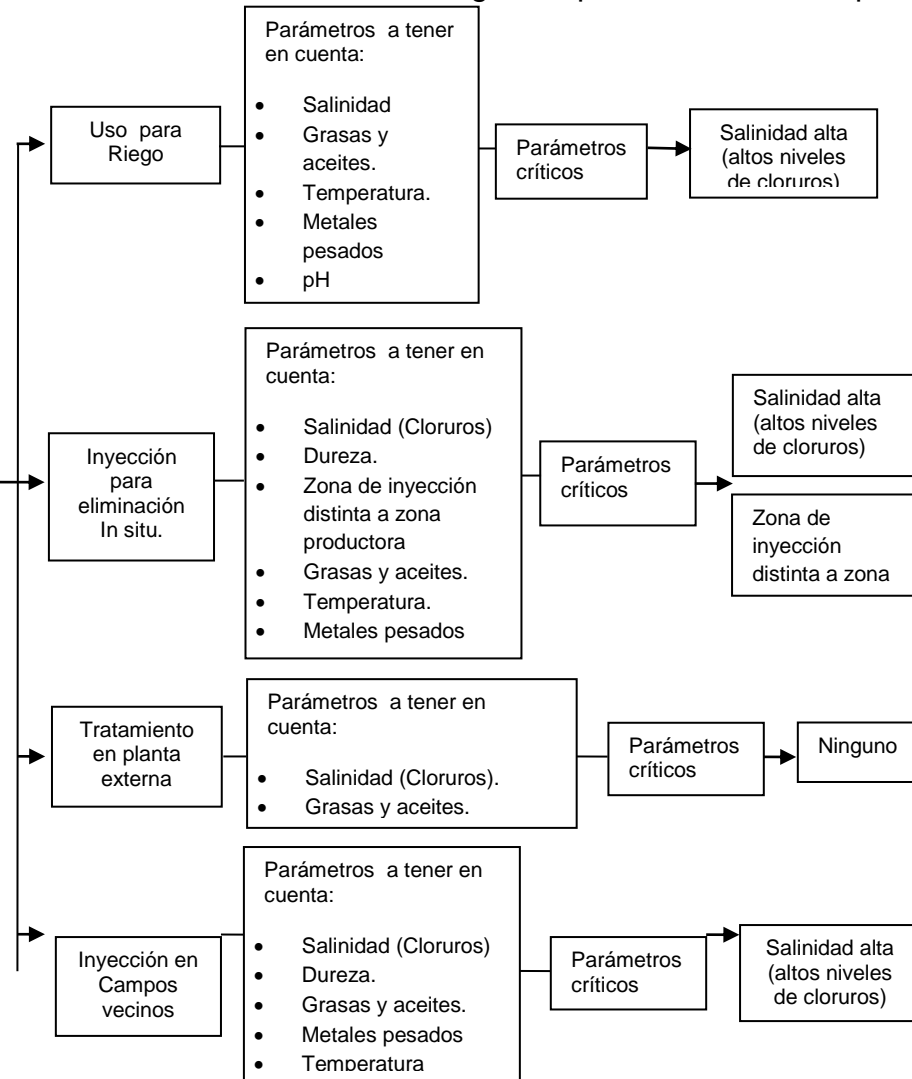 Parámetros a tener
en cuenta:
• Salinidad
• Grasas y
aceites.
• Temperatura.
• Metales
pesados
• pH
Uso para
Riego
Parámetros
críticos
Salinidad alta
(altos niveles
de cloruros)
Parámetros a tener en
cuenta:
• Salinidad (Cloruros)
• Dureza.
• Zona de inyección
distinta a zona
productora
• Grasas y aceites.
• Temperatura.
• Metales pesados
Inyección
para
eliminación
In situ.
Parámetros
críticos
Salinidad alta
(altos niveles
de cloruros)
Zona de
inyección
distinta a zona
Parámetros a tener en
cuenta:
• Salinidad (Cloruros).
• Grasas y aceites.
Tratamiento
en planta
externa
Parámetros
críticos
Ninguno
Parámetros a tener en
cuenta:
• Salinidad (Cloruros)
• Dureza.
• Grasas y aceites.
• Metales pesados
• Temperatura
Inyección en
Campos
vecinos
Parámetros
críticos
Salinidad alta
(altos niveles
de cloruros)